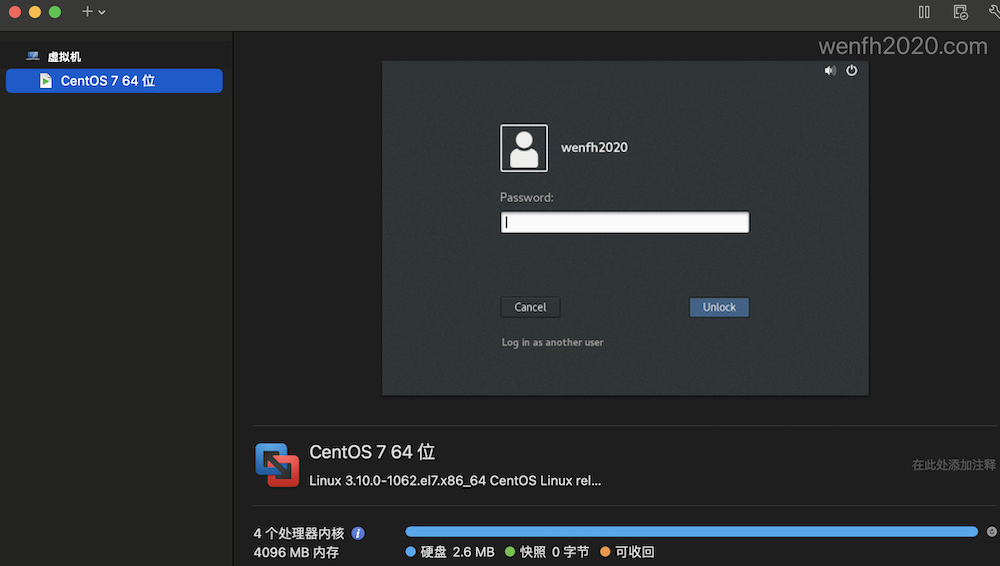 wenfh2020.com
虚拟机
CentOS 7 64 位
wenfh2020
Password:
Cancel
Unlock
Log in as another user
CentOS 7 64 位
Linux 3.10.0-1062.el7.x86_64 CentOS Linux rel...
在此处添加注释
4 个处理器内核
4096 MB 内存
硬盘 2.6 MB 快照 0 字节 可收回